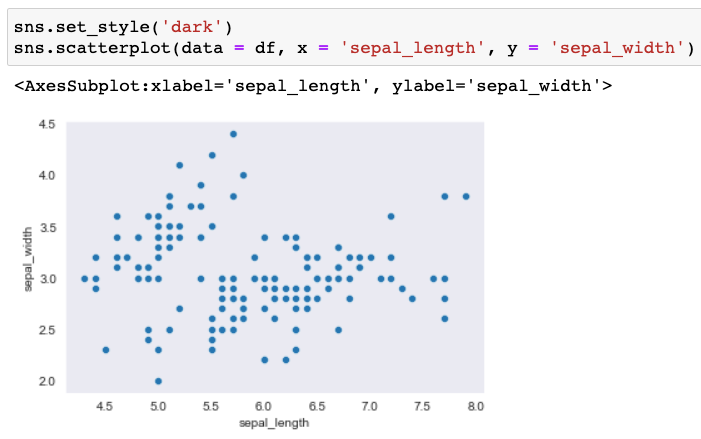 sns.set_style('dark')
sns.scatterplot(data = df, x = 'sepal_length', y = 'sepal_width')
<AxesSubplot:xlabel='sepal_length', ylabel='sepal_width'>
4.5
4.0
3.5
3.0
2.5
2.0
sepal_width
4.5 5.0 5.5 6.0 6.5 7.0 7.5 8.0
sepal_length